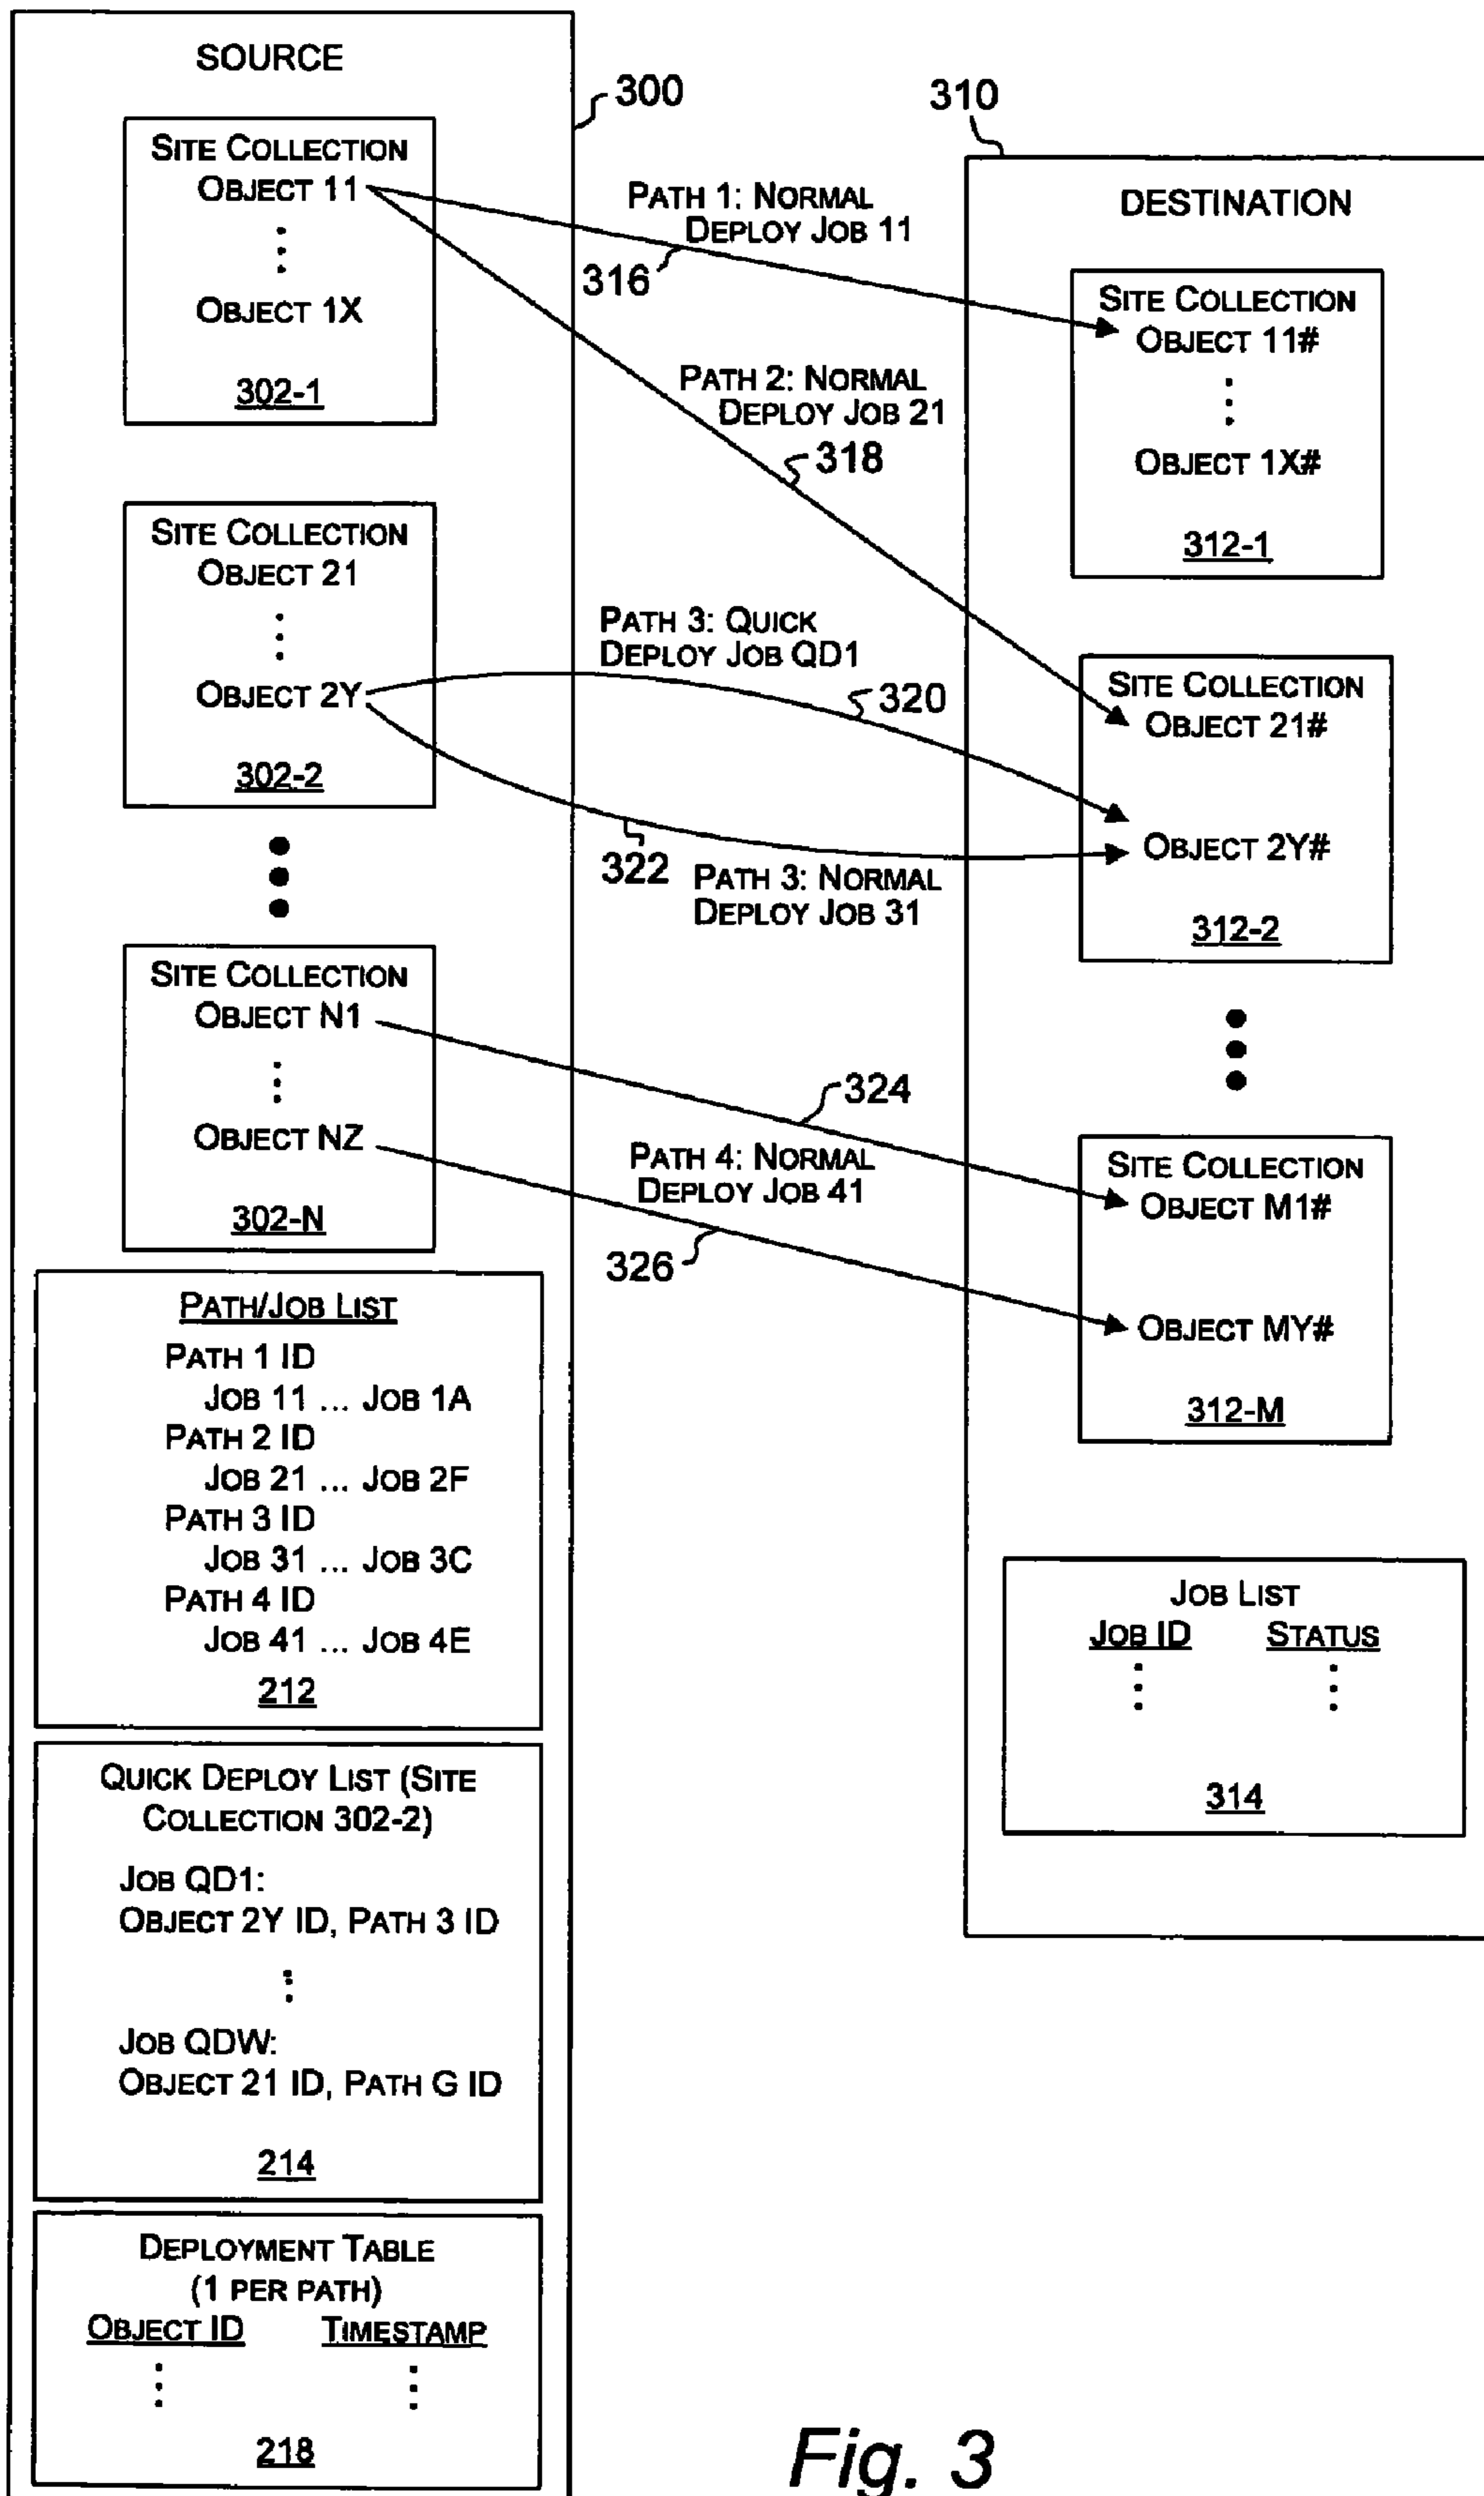 SOURCE
300
SITE COLLECTION
OBJECT 11
OBJECT 1X
302-1
SITE COLLECTION
OBJECT 21
OBJECT 2Y
302-2
SITE COLLECTION
OBJECT N1
OBJECT NZ
302-N
PATH/JOB LIST
PATH 1 ID
JOB 11 ... JOB 1A
PATH 2 ID
JOB 21 ... JOB 2F
PATH 3 ID
JOB 31 ... JOB 3C
PATH 4 ID
JOB 41 ... JOB 4E
212
QUICK DEPLOY LIST (SITE
COLLECTION 302-2)
JOB QD1:
OBJECT 2Y ID, PATH 3 ID
JOB QDW:
OBJECT 21 ID, PATH G ID
214
DEPLOYMENT TABLE
(1 PER PATH)
OBJECT ID TIMESTAMP
218
PATH 1: NORMAL
DEPLOY JOB 11
316
PATH 2: NORMAL
DEPLOY JOB 21
318
PATH 3: QUICK
DEPLOY JOB QD1
320
322
PATH 3: NORMAL
DEPLOY JOB 31
324
PATH 4: NORMAL
DEPLOY JOB 41
326
310
DESTINATION
SITE COLLECTION
OBJECT 11#
OBJECT 1X#
312-1
SITE COLLECTION
OBJECT 21#
OBJECT 2Y#
312-2
SITE COLLECTION
OBJECT M1#
OBJECT MY#
312-M
JOB LIST
JOB ID STATUS
314
Fig. 3